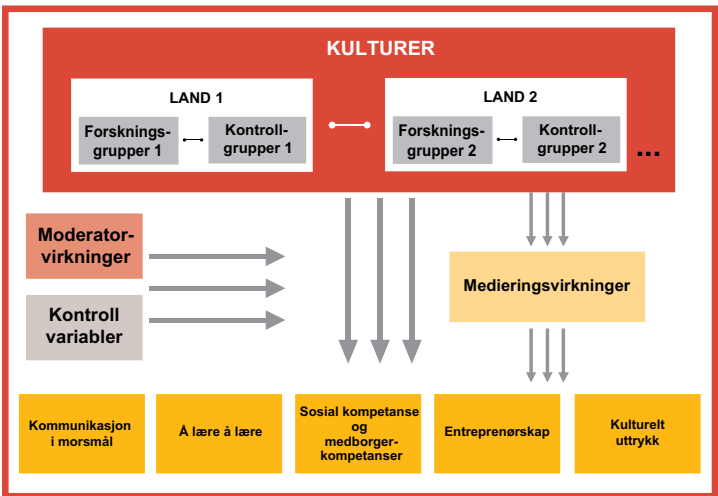 KULTURER
LAND 1
Forsknings-
grupper 1
Kontroll-
grupper 1
LAND 2
Forsknings-
grupper 2
Kontroll-
grupper 2
...
Moderator-
virkninger
Kontroll
variabler
Medieringsvirkninger
Kommunikasjon
i morsmål
Å lære å lære
Sosial kompetanse
og
medborger-
kompetanser
Entreprenørskap
Kulturelt
uttrykk